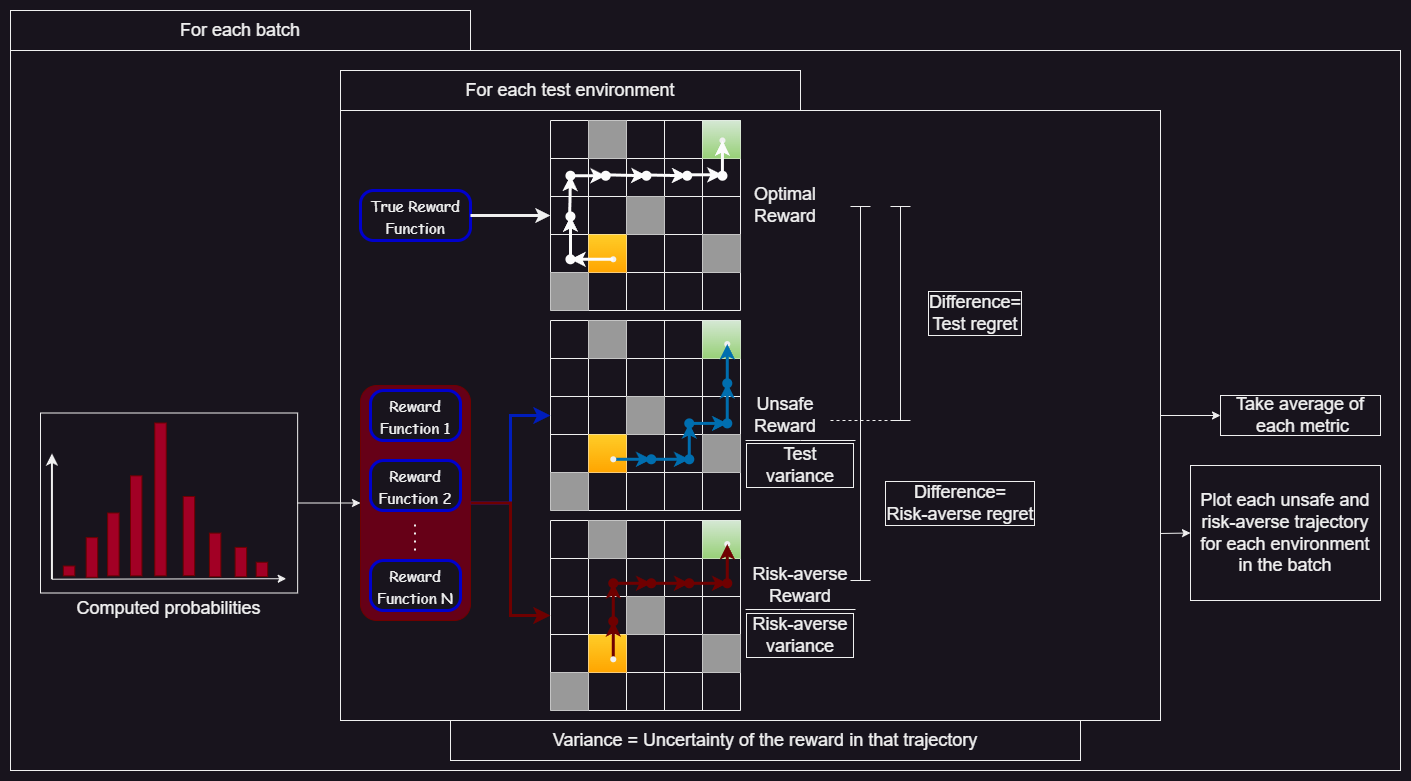 For each batch
For each test environment
True Reward
Function
Optimal
Reward
Difference=
Test regret
Reward
Function 1
Reward
Function 2
Reward
Function N
Unsafe
Reward
Test
variance
Difference=
Risk-averse regret
Risk-averse
Reward
Risk-averse
variance
Computed probabilities
Take average of
each metric
Plot each unsafe and
risk-averse trajectory
for each environment
in the batch
Variance = Uncertainty of the reward in that trajectory